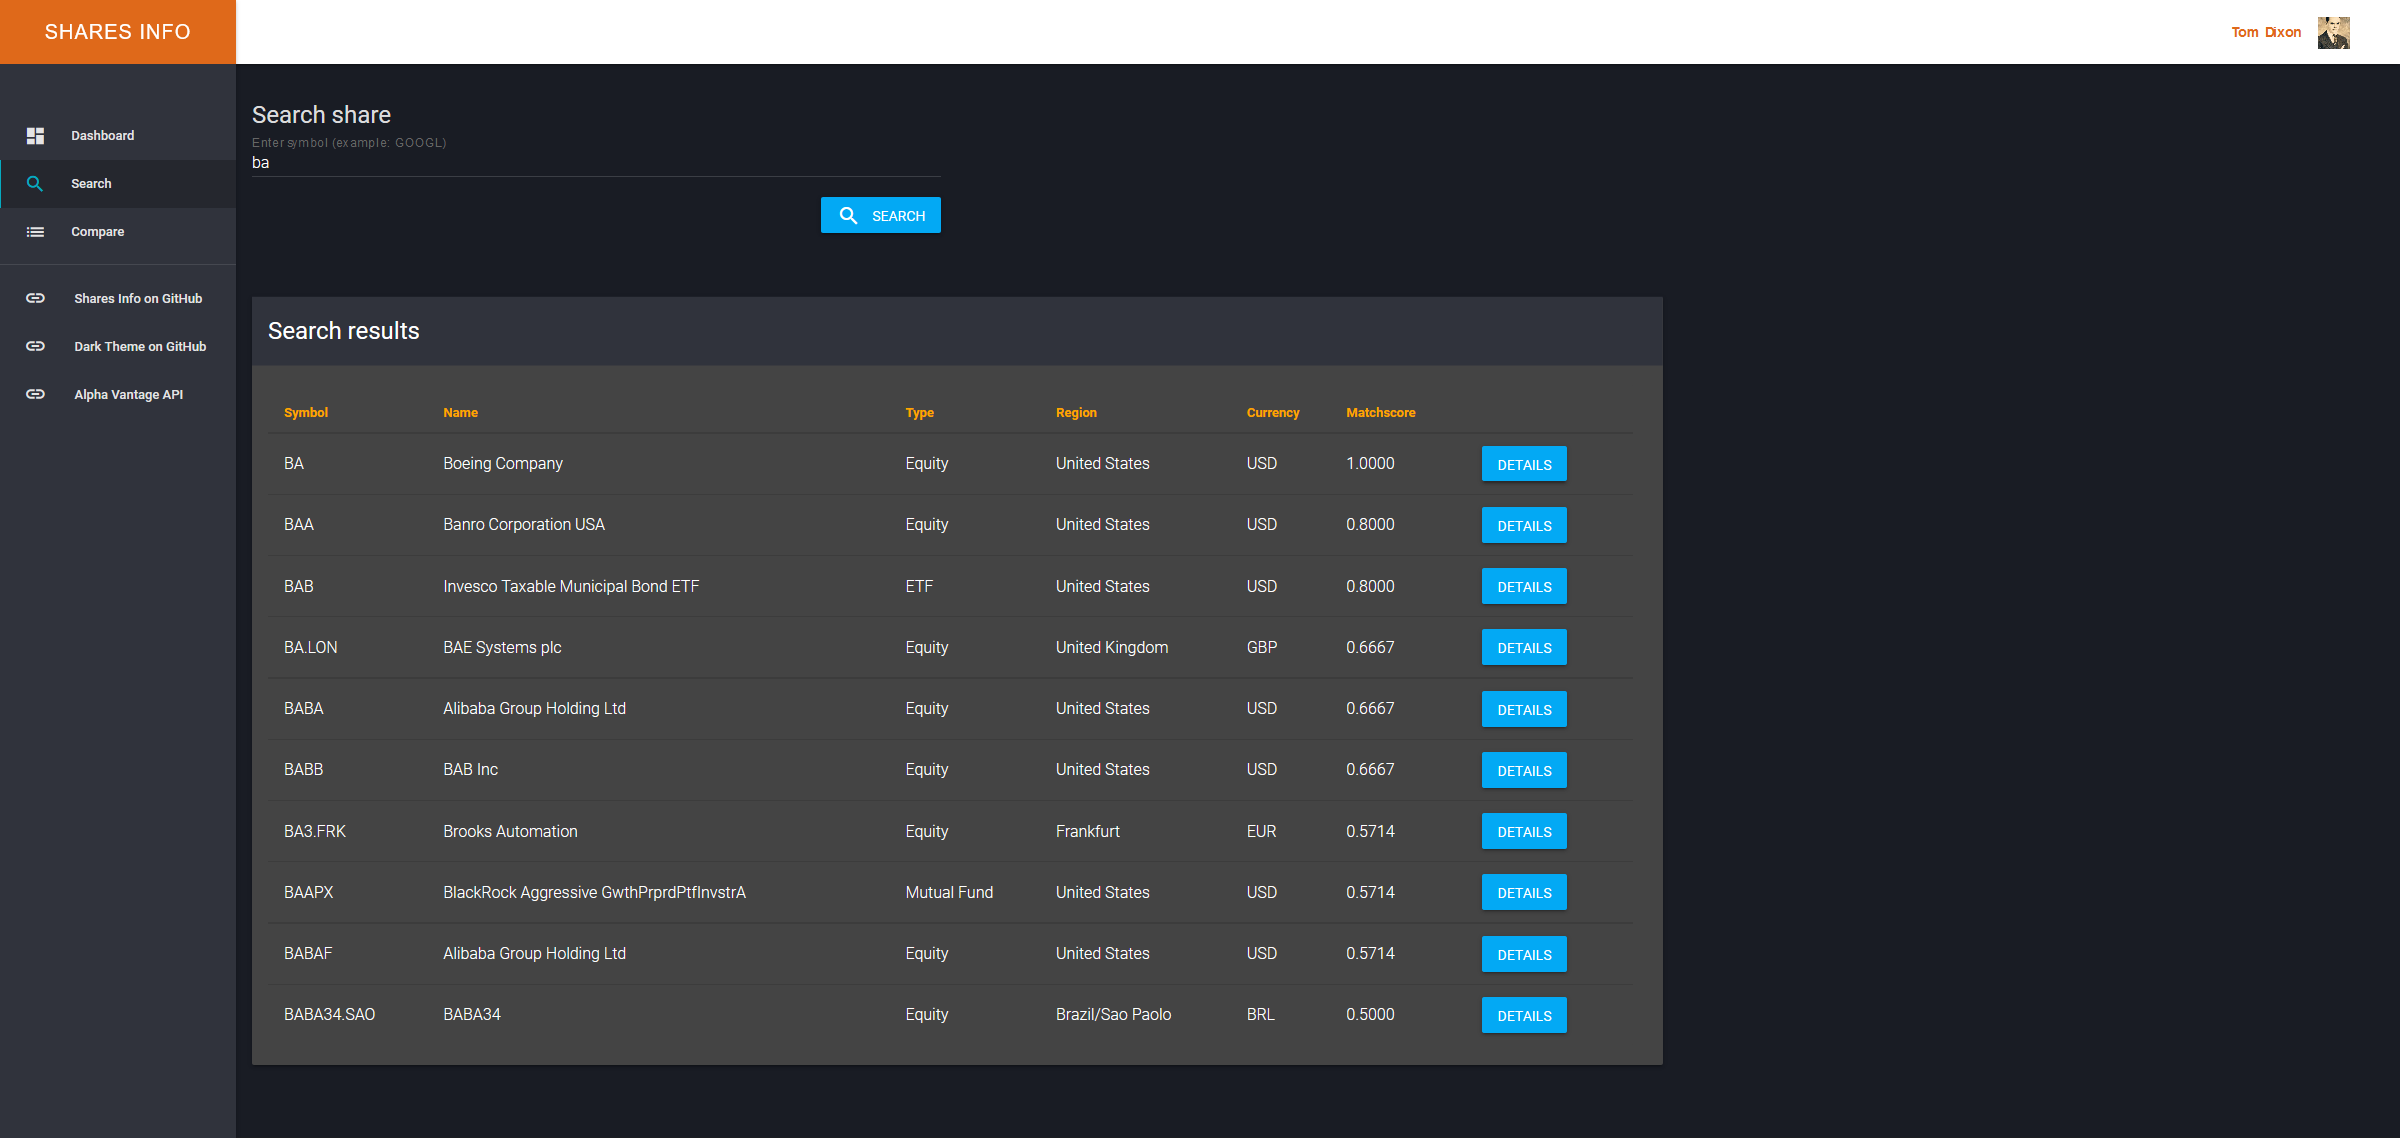 SHARES INFO
Tom Dixon
Dashboard
Search
Compare
Shares Info on GitHub
Dark Theme on GitHub
Alpha Vantage API
Search share
Enter symbol (example: GOOGL)
ba
SEARCH
Search results
Symbol Name Type Region Currency Matchscore
BA Boeing Company Equity United States USD 1.0000 DETAILS
BAA Banro Corporation USA Equity United States USD 0.8000 DETAILS
BAB Invesco Taxable Municipal Bond ETF ETF United States USD 0.8000 DETAILS
BA.LON BAE Systems plc Equity United Kingdom GBP 0.6667 DETAILS
BABA Alibaba Group Holding Ltd Equity United States USD 0.6667 DETAILS
BABB BAB Inc Equity United States USD 0.6667 DETAILS
BA3.FRK Brooks Automation Equity Frankfurt EUR 0.5714 DETAILS
BAAPX BlackRock Aggressive GwthPrprdPtfInvstrA Mutual Fund United States USD 0.5714 DETAILS
BABAF Alibaba Group Holding Ltd Equity United States USD 0.5714 DETAILS
BABA34.SAO BABA34 Equity Brazil/Sao Paolo BRL 0.5000 DETAILS